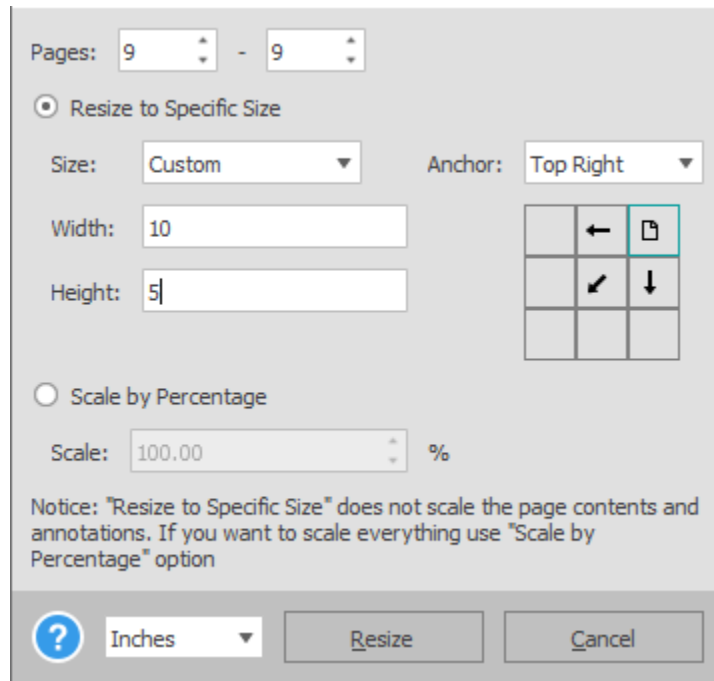 Pages: 9 - 9
Resize to Specific Size
Size: Custom Anchor: Top Right
Width: 10
Height: 5
Scale by Percentage
Scale: 100.00 %
Notice: "Resize to Specific Size" does not scale the page contents and
annotations. If you want to scale everything use "Scale by
Percentage" option
? Inches Resize Cancel